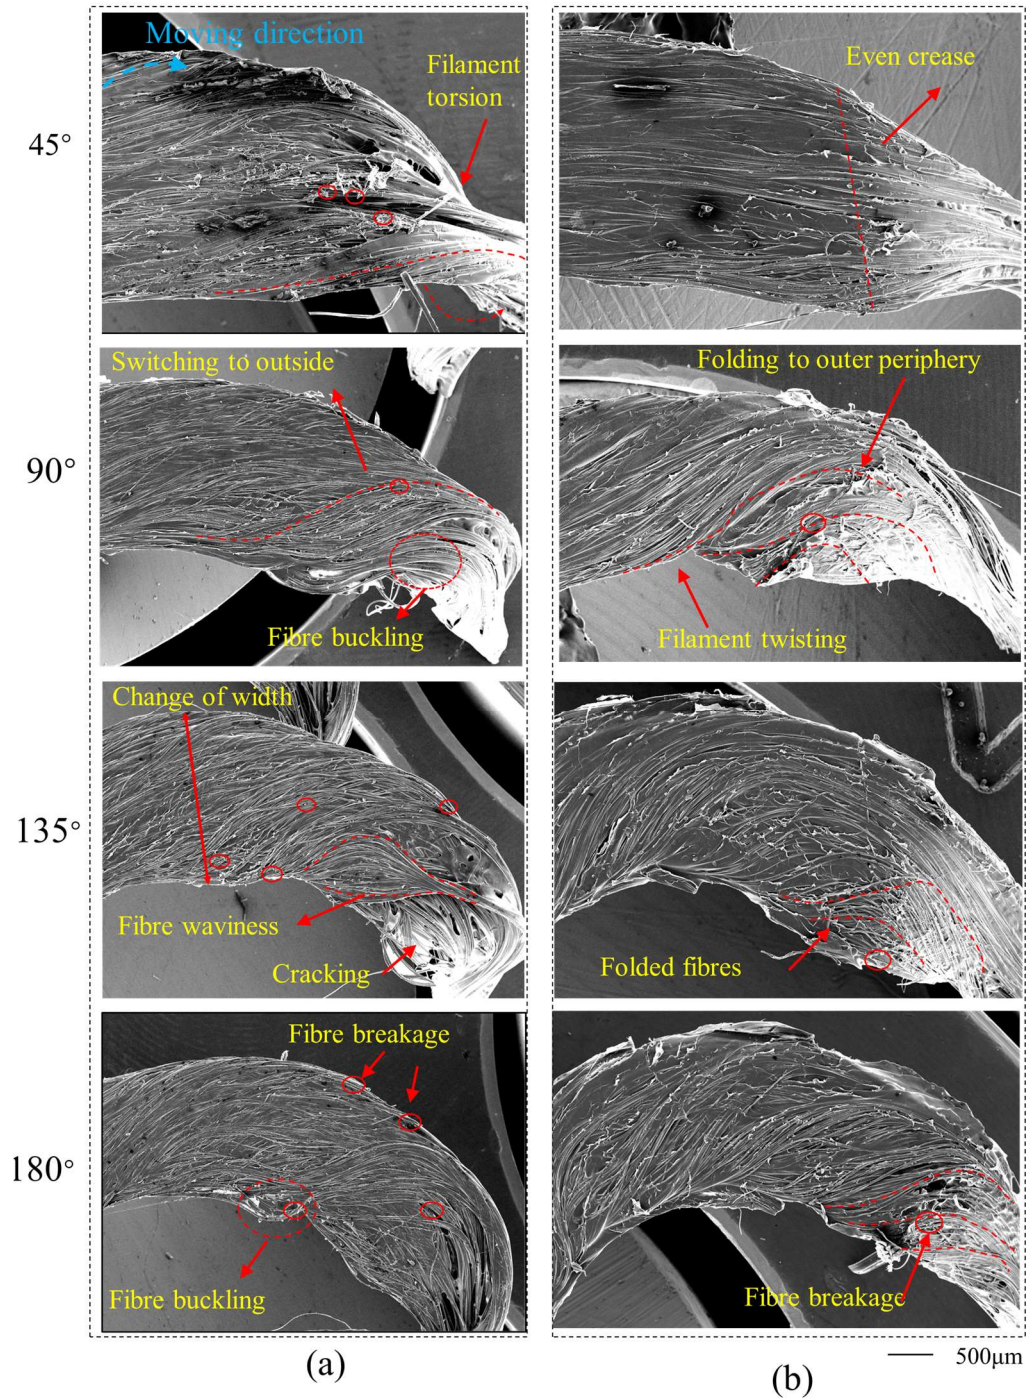 Moving direction
Filament
torsion
Even crease
45°
Switching to outside
Folding to outer periphery
90°
Fibre buckling
Filament twisting
Change of width
135°
Fibre waviness
Cracking
Folded fibres
Fibre breakage
180°
Fibre buckling
Fibre breakage
(a)
(b)
500μm